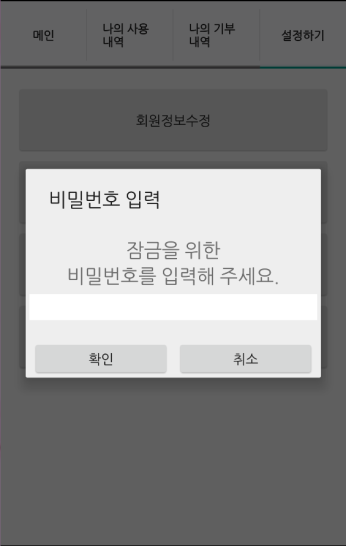 메인
나의 사용
내역
나의 기부
내역
설정하기
회원정보수정
비밀번호 입력
잠금을 위한
비밀번호를 입력해 주세요.
확인
취소